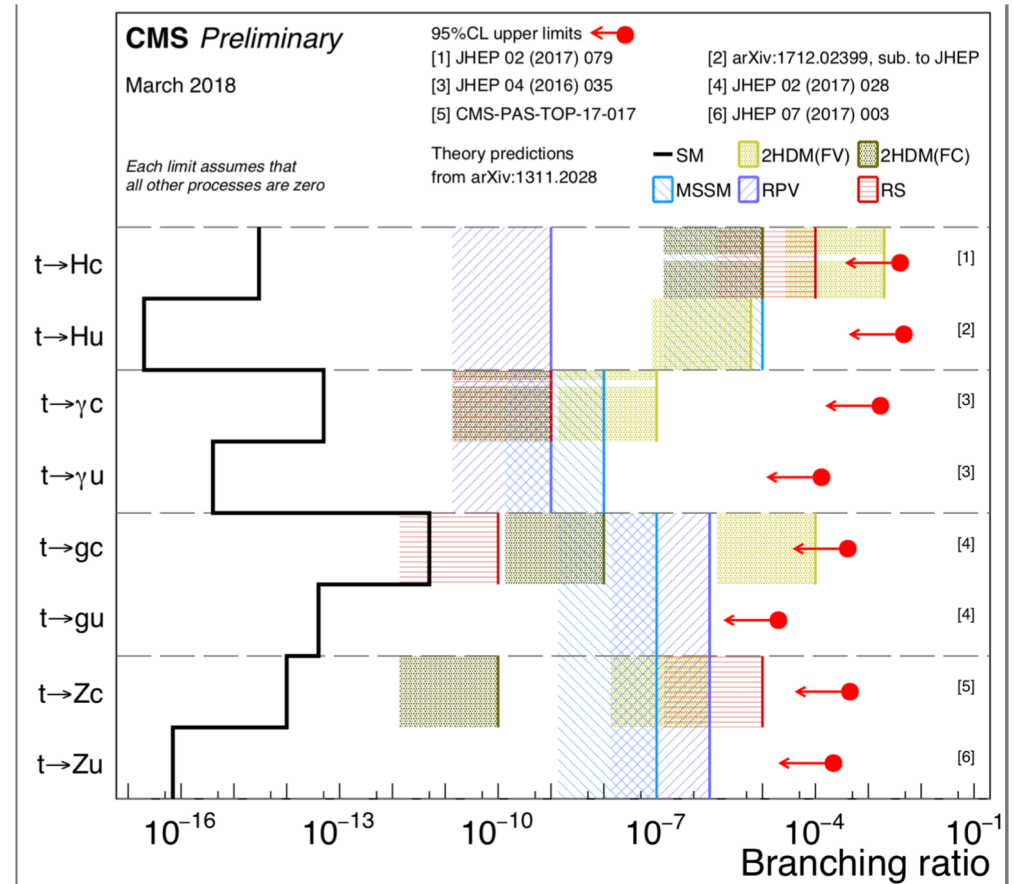 CMS Preliminary
March 2018
Each limit assumes that
all other processes are zero
95%CL upper limits
[1] JHEP 02 (2017) 079
[2] arXiv:1712.02399, sub. to JHEP
[3] JHEP 04 (2016) 035
[4] JHEP 02 (2017) 028
[5] CMS-PAS-TOP-17-017
[6] JHEP 07 (2017) 003
Theory predictions
from arXiv:1311.2028
SM
2HDM(FV)
2HDM(FC)
MSSM
RPV
RS
t→Hc
[1]
t→Hu
[2]
t→γc
[3]
t→γu
[3]
t→gc
[4]
t→gu
[4]
t→Zc
[5]
t→Zu
[6]
10⁻¹⁶ 10⁻¹³ 10⁻¹⁰ 10⁻⁷ 10⁻⁴ 10⁻¹
Branching ratio